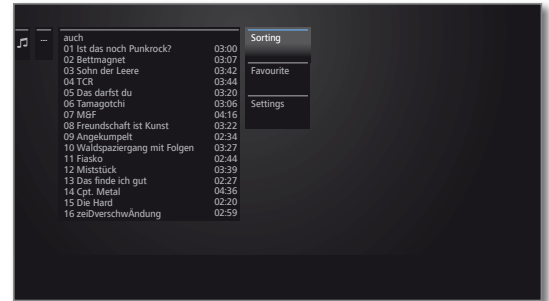 ...
auch
01 Ist das noch Punkrock? 03:00
02 Bettmagnet 03:07
03 Sohn der Leere 03:42
04 TCR 03:44
05 Das darfst du 03:20
06 Tamagotchi 03:06
07 M&F 04:16
08 Freundschaft ist Kunst 03:22
09 Angekumpelt 02:34
10 Waldspaziergang mit Folgen 03:27
11 Fiasko 02:44
12 Miststück 03:39
13 Das finde ich gut 02:27
14 Cpt. Metal 04:36
15 Die Hard 02:20
16 zeiDverschwÄndung 02:59
Sorting
Favourite
Settings